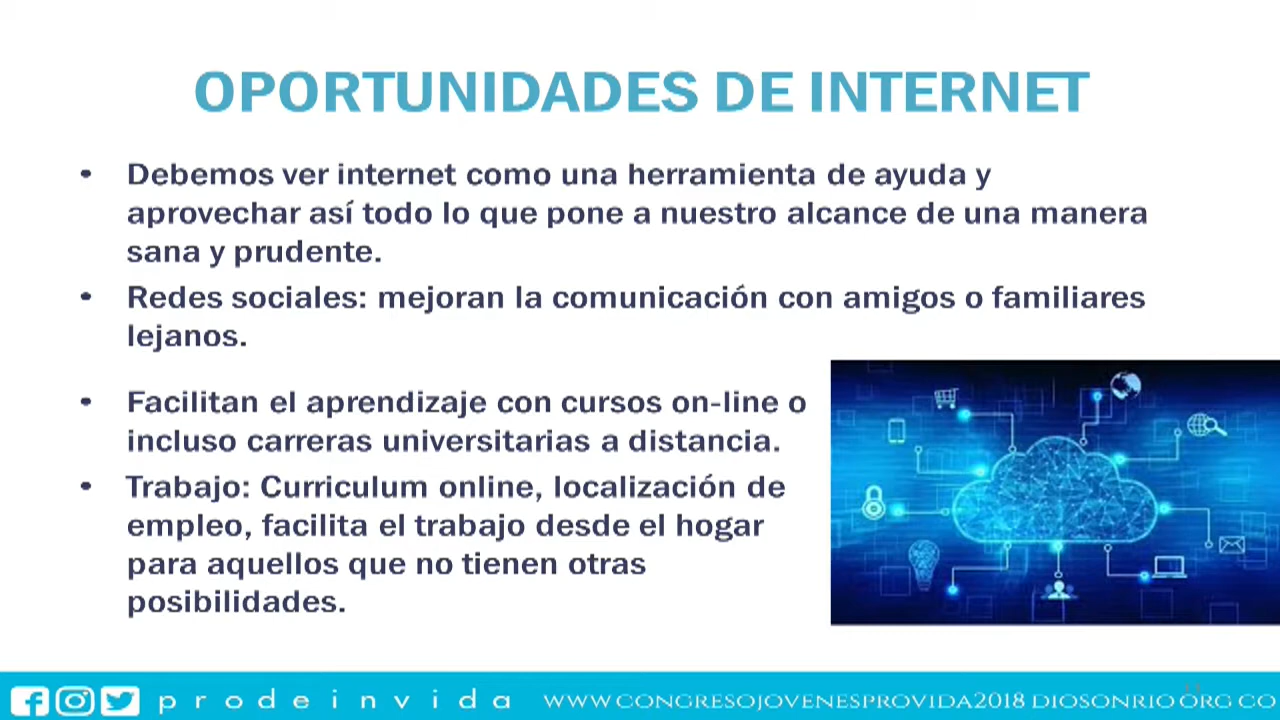 OPORTUNIDADES DE INTERNET
• Debemos ver internet como una herramienta de ayuda y
aprovechar así todo lo que pone a nuestro alcance de una manera
sana y prudente.
• Redes sociales: mejoran la comunicación con amigos o familiares
lejanos.
• Facilitan el aprendizaje con cursos on-line o
incluso carreras universitarias a distancia.
• Trabajo: Curriculum online, localización de
empleo, facilita el trabajo desde el hogar
para aquellos que no tienen otras
posibilidades.
prodeinvida WWW.CONGRESOJOVENESPROVIDA2018 DIOSONRIO ORG CO